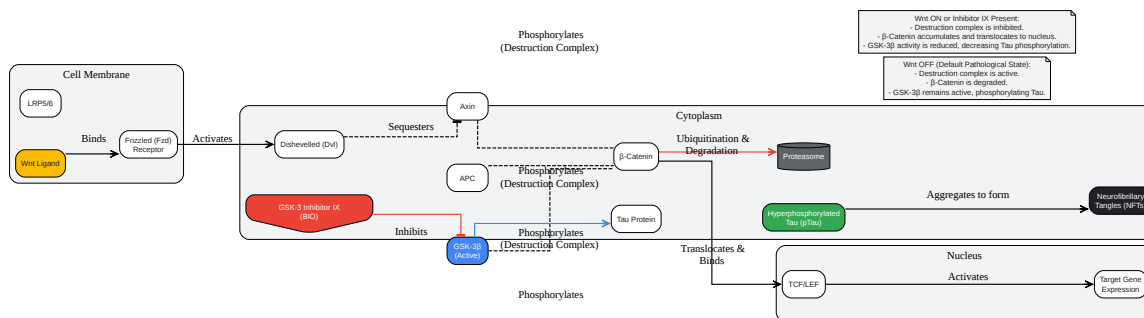 Phosphorylates
(Destruction Complex)
Wnt ON or Inhibitor IX Present:
- Destruction complex is inhibited.
- β-Catenin accumulates and translocates to nucleus.
- GSK-3β activity is reduced, decreasing Tau phosphorylation.
Wnt OFF (Default Pathological State):
- Destruction complex is active.
- β-Catenin is degraded.
- GSK-3β remains active, phosphorylating Tau.
Cell Membrane
LRP5/6
Binds
Wnt Ligand
Frizzled (Fzd)
Receptor
Activates
Cytoplasm
Axin
Sequesters
Dishevelled (Dvl)
Ubiquitination &
Degradation
β-Catenin
Proteasome
APC
Phosphorylates
(Destruction Complex)
GSK-3 Inhibitor IX
(BIO)
Inhibits
GSK-3β
(Active)
Tau Protein
Phosphorylates
(Destruction Complex)
Hyperphosphorylated
Tau (pTau)
Aggregates to form
Neurofibrillary
Tangles (NFTs
Translocates &
Binds
Nucleus
TCF/LEF
Activates
Target Gene
Expression
Phosphorylates